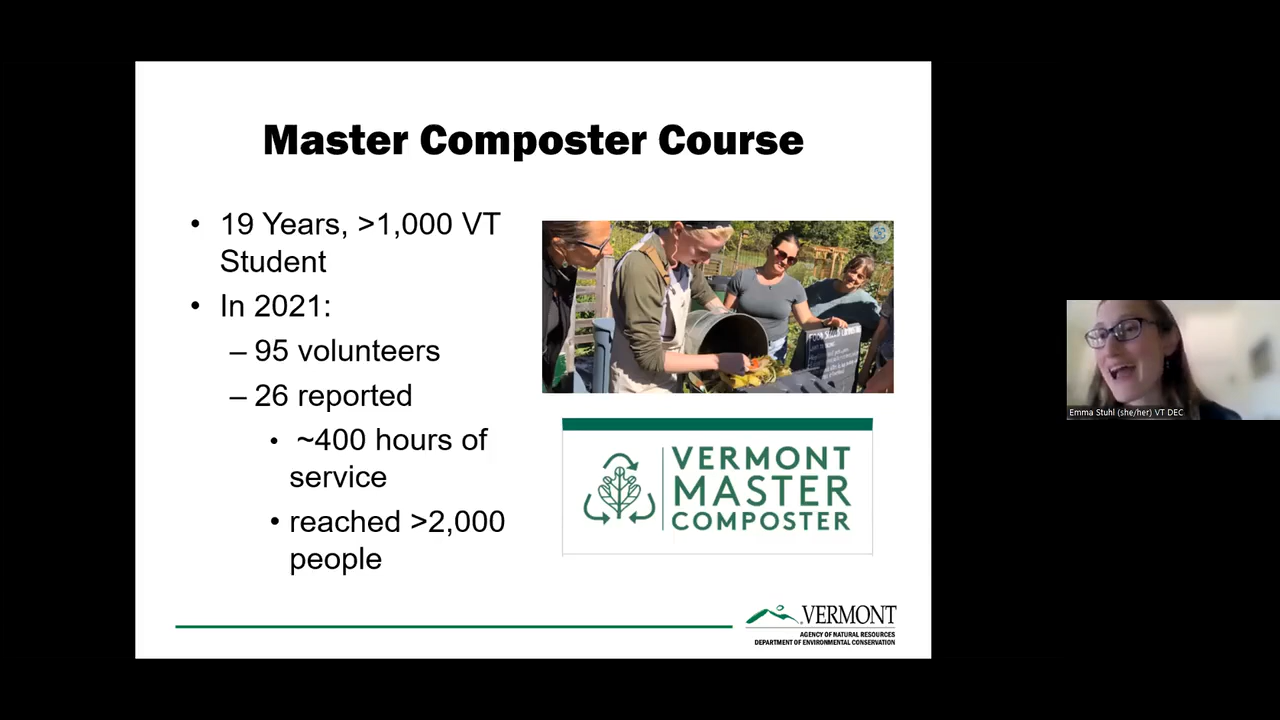 Master Composter Course
• 19 Years, >1,000 VT
Student
• In 2021:
– 95 volunteers
– 26 reported
• ~400 hours of
service
• reached >2,000
people
VERMONT
MASTER
COMPOSTER
VERMONT
AGENCY OF NATURAL RESOURCES
DEPARTMENT OF ENVIRONMENTAL CONSERVATION
Emma Stuhl (she/her) VT DEC